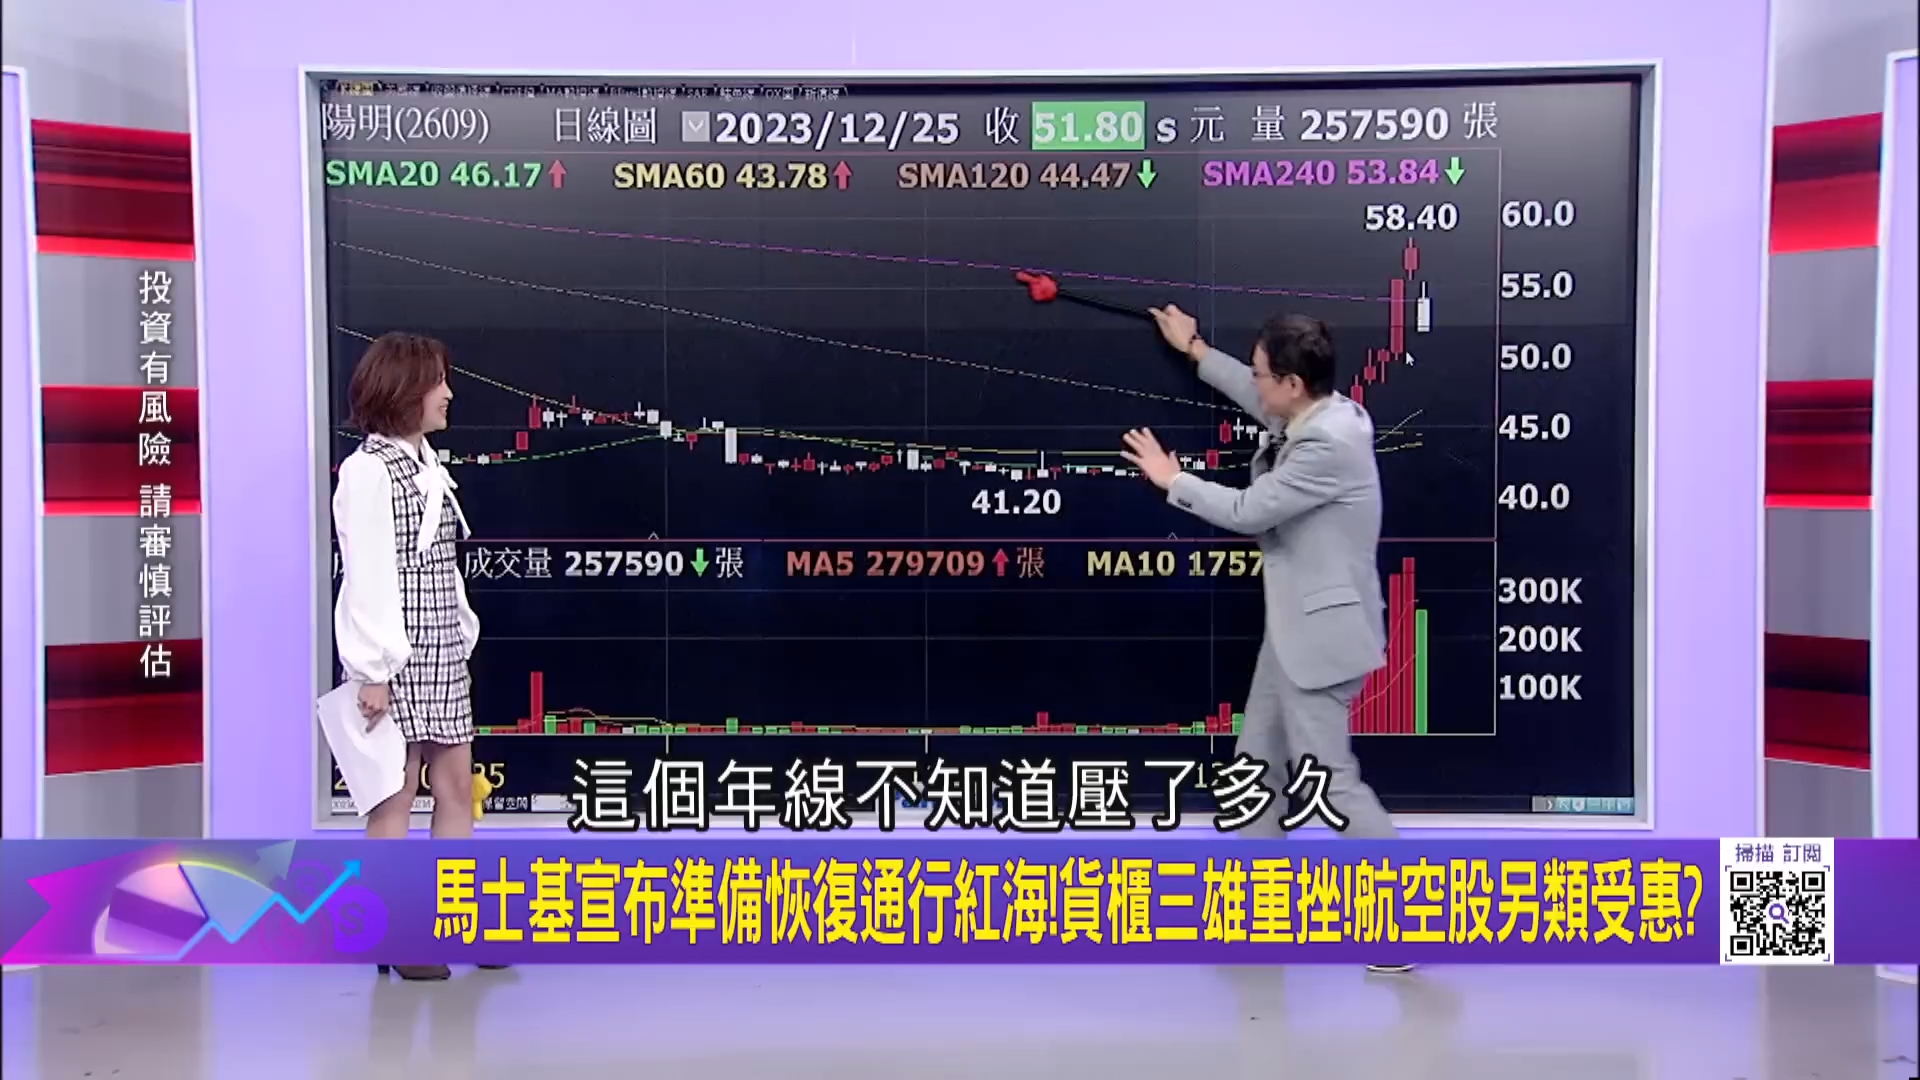 陽明(2609) 日線圖 2023/12/25 收 51.80 s 元 量 257590 張
SMA20 46.17↑ SMA60 43.78↑ SMA120 44.47↓ SMA240 53.84↓
58.40
60.0
55.0
50.0
45.0
40.0
41.20
成交量 257590↓張 MA5 279709↑張 MA10 1757
300K
200K
100K
投資有風險 請審慎評估
這個年線不知道壓了多久
馬士基宣布準備恢復通行紅海!貨櫃三雄重挫!航空股另類受惠?
掃描 訂閱